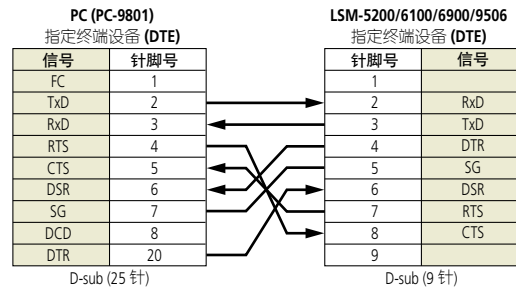 PC (PC-9801)
指定终端设备 (DTE)
信号 针脚号
FC 1
TxD 2
RxD 3
RTS 4
CTS 5
DSR 6
SG 7
DCD 8
DTR 20
D-sub (25 针)
LSM-5200/6100/6900/9506
指定终端设备 (DTE)
针脚号 信号
1
2 RxD
3 TxD
4 DTR
5 SG
6 DSR
7 RTS
8 CTS
9
D-sub (9 针)